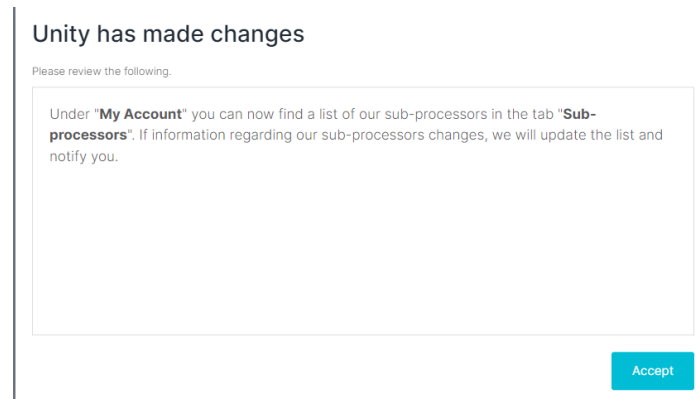 Unity has made changes
Please review the following.
Under "My Account" you can now find a list of our sub-processors in the tab "Sub-
processors". If information regarding our sub-processors changes, we will update the list and
notify you.
Accept